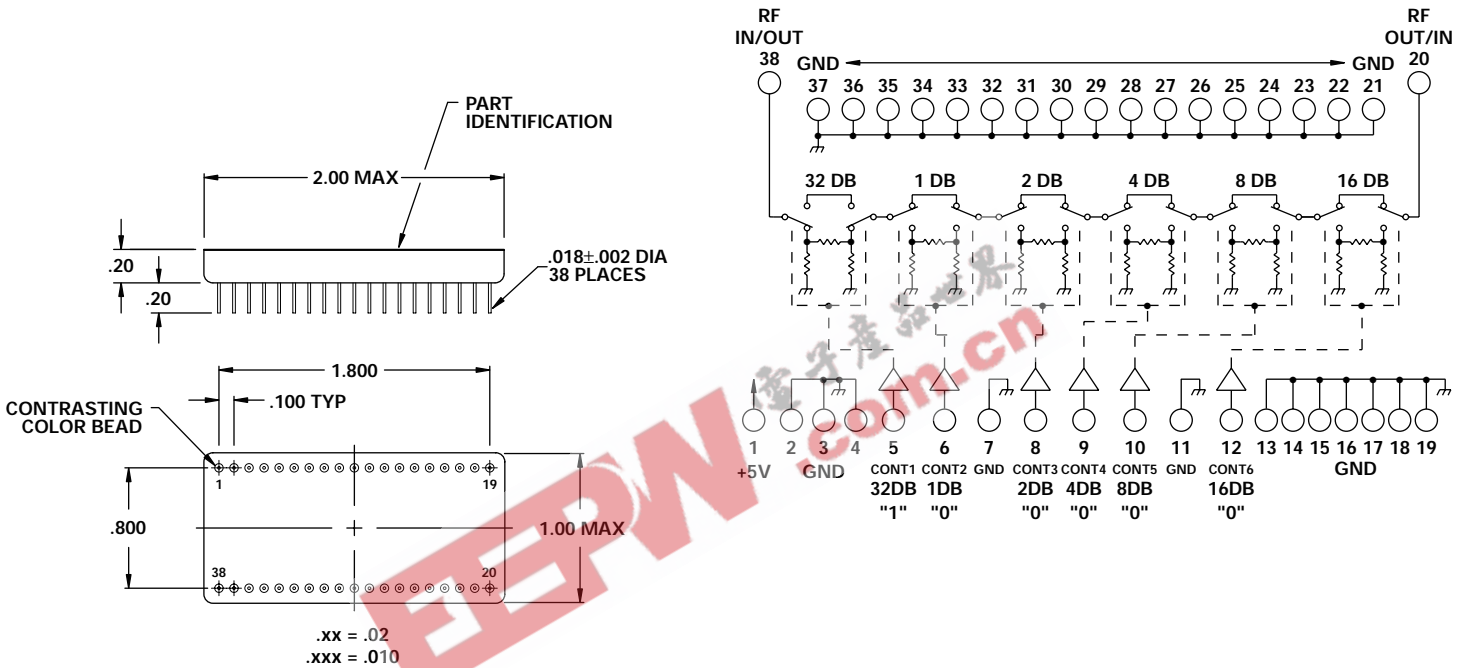 PART
IDENTIFICATION
2.00 MAX
.20
.20
.018±.002 DIA
38 PLACES
1.800
.100 TYP
CONTRASTING
COLOR BEAD
1
19
.800
1.00 MAX
38
20
.xx = .02
.xxx = .010
RF
IN/OUT
38
RF
OUT/IN
20
GND
GND
37 36 35 34 33 32 31 30 29 28 27 26 25 24 23 22 21
32 DB 1 DB 2 DB 4 DB 8 DB 16 DB
1 2 3 4 5 6 7 8 9 10 11 12 13 14 15 16 17 18 19
+5V GND CONT1 CONT2 GND CONT3 CONT4 CONT5 GND CONT6 GND
32DB 1DB 2DB 4DB 8DB 16DB
"1" "0" "0" "0" "0" "0"
電子產品世界
.com.cn
EEPW